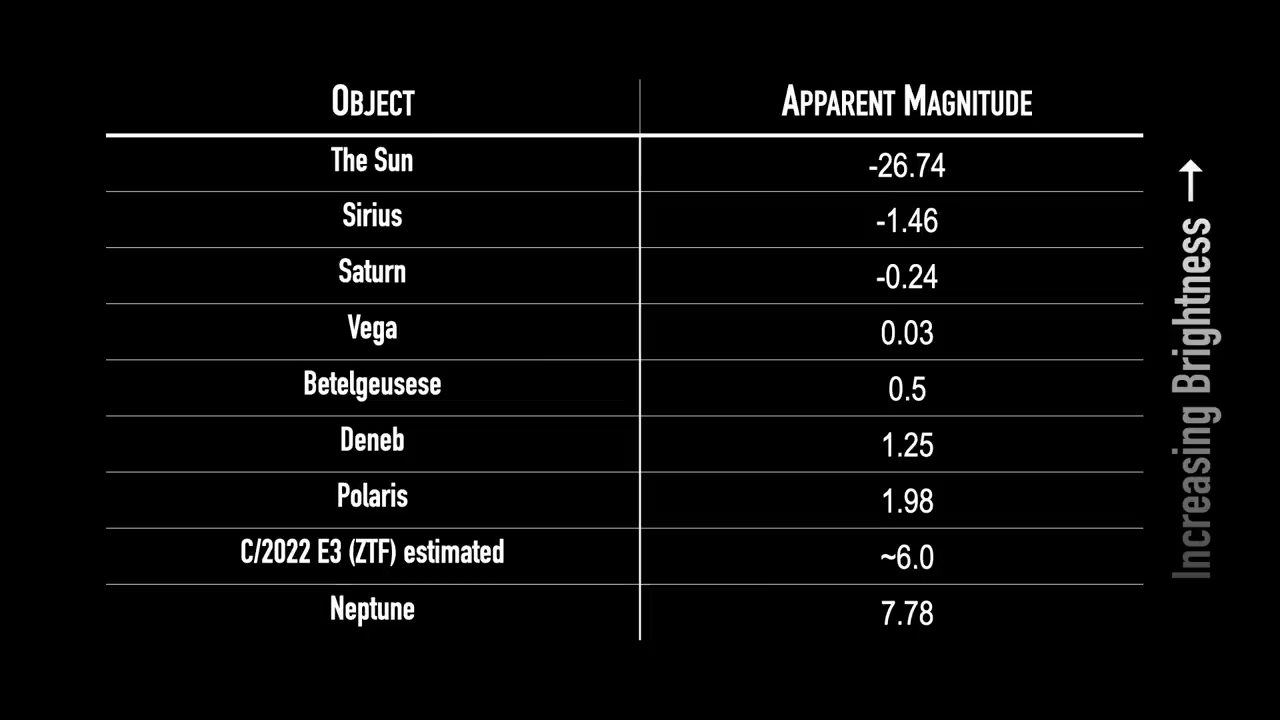 OBJECT APPARENT MAGNITUDE
The Sun -26.74
Sirius -1.46
Saturn -0.24
Vega 0.03
Betelgeusese 0.5
Deneb 1.25
Polaris 1.98
C/2022 E3 (ZTF) estimated ~6.0
Neptune 7.78
Increasing Brightness →